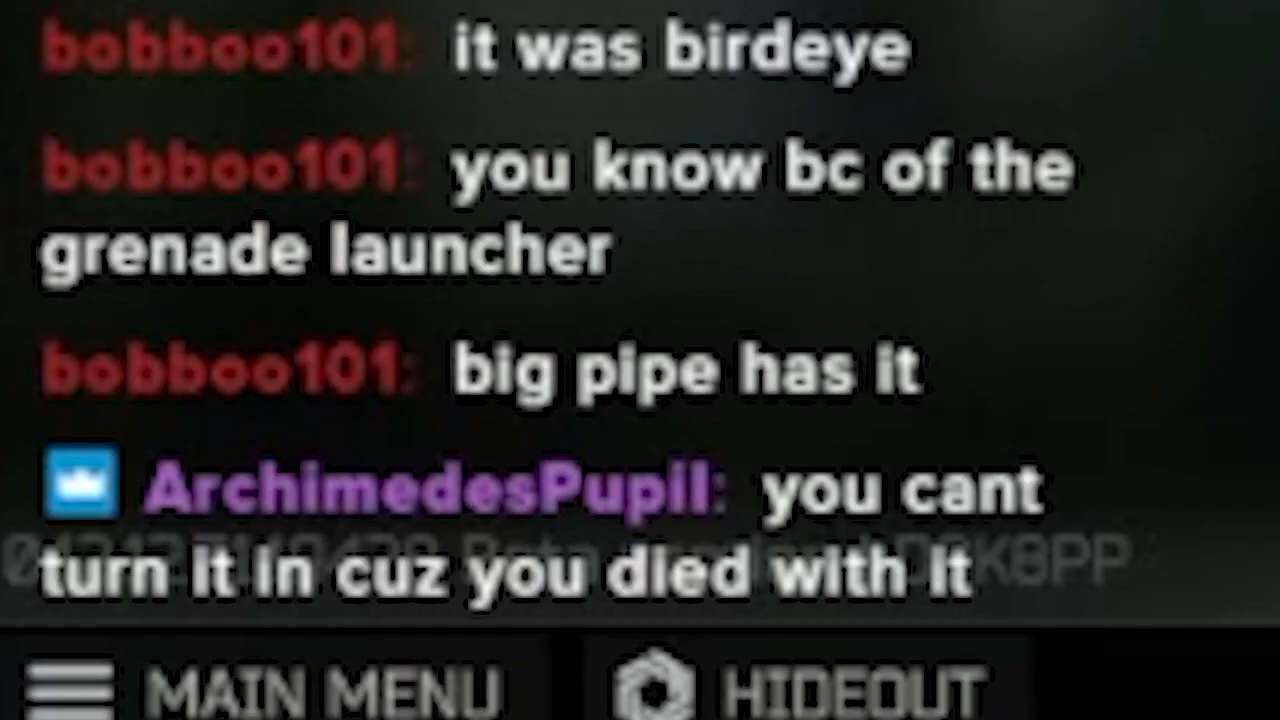 bobboo101: it was birdeye
bobboo101: you know bc of the
grenade launcher
bobboo101: big pipe has it
ArchimedesPupil: you cant
turn it in cuz you died with it
MAIN MENU HIDEOUT